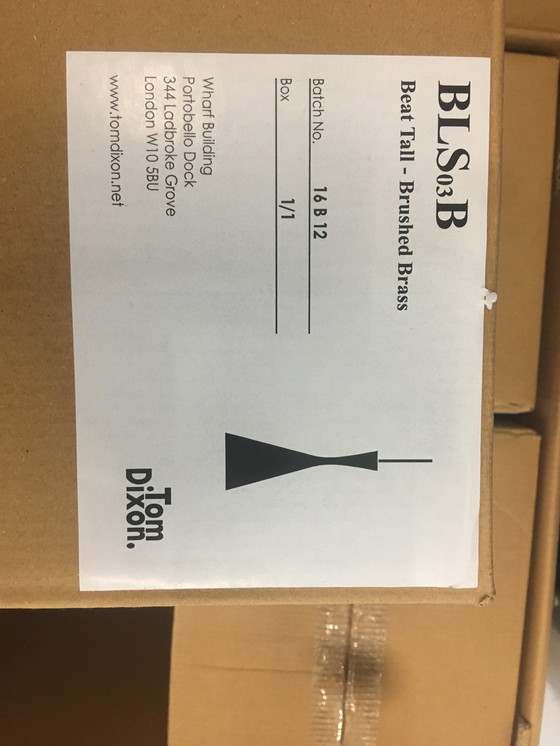 BLS03B
Beat Tall - Brushed Brass
Batch No. 16 B 12
Box 1/1
Wharf Building
Portobello Dock
344 Ladbroke Grove
London W10 5BU
www.tomdixon.net
Tom
Dixon.